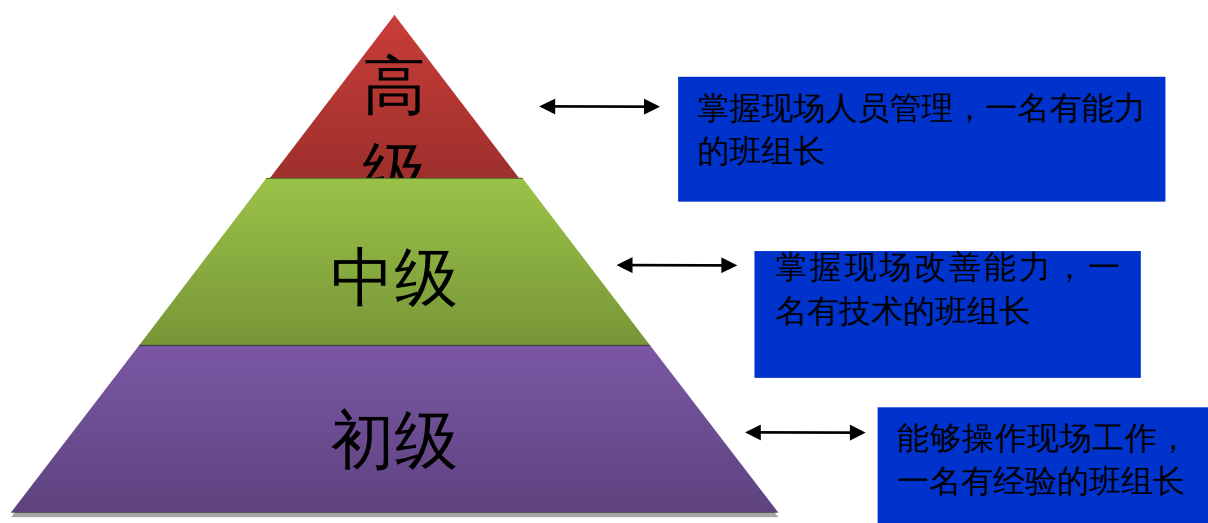 高
级
掌握现场人员管理，一名有能力
的班组长
中级
掌握现场改善能力，一
名有技术的班组长
初级
能够操作现场工作，
一名有经验的班组长